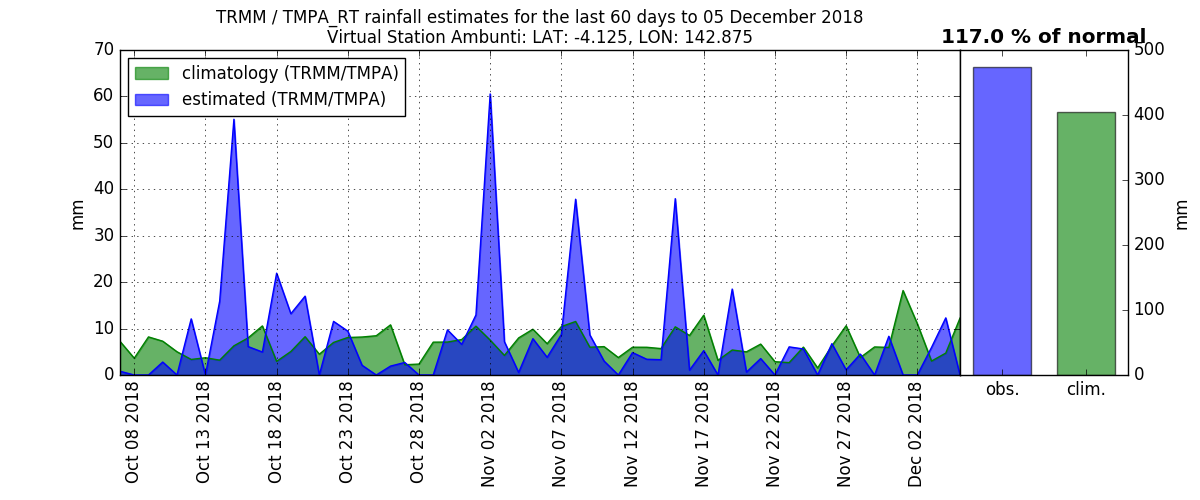 TRMM / TMPA_RT rainfall estimates for the last 60 days to 05 December 2018
Virtual Station Ambunti: LAT: -4.125, LON: 142.875
117.0 % of normal
climatology (TRMM/TMPA)
estimated (TRMM/TMPA)
70
60
50
40
30
20
10
0
mm
500
400
300
200
100
0
mm
Oct 08 2018
Oct 13 2018
Oct 18 2018
Oct 23 2018
Oct 28 2018
Nov 02 2018
Nov 07 2018
Nov 12 2018
Nov 17 2018
Nov 22 2018
Nov 27 2018
Dec 02 2018
obs.
clim.